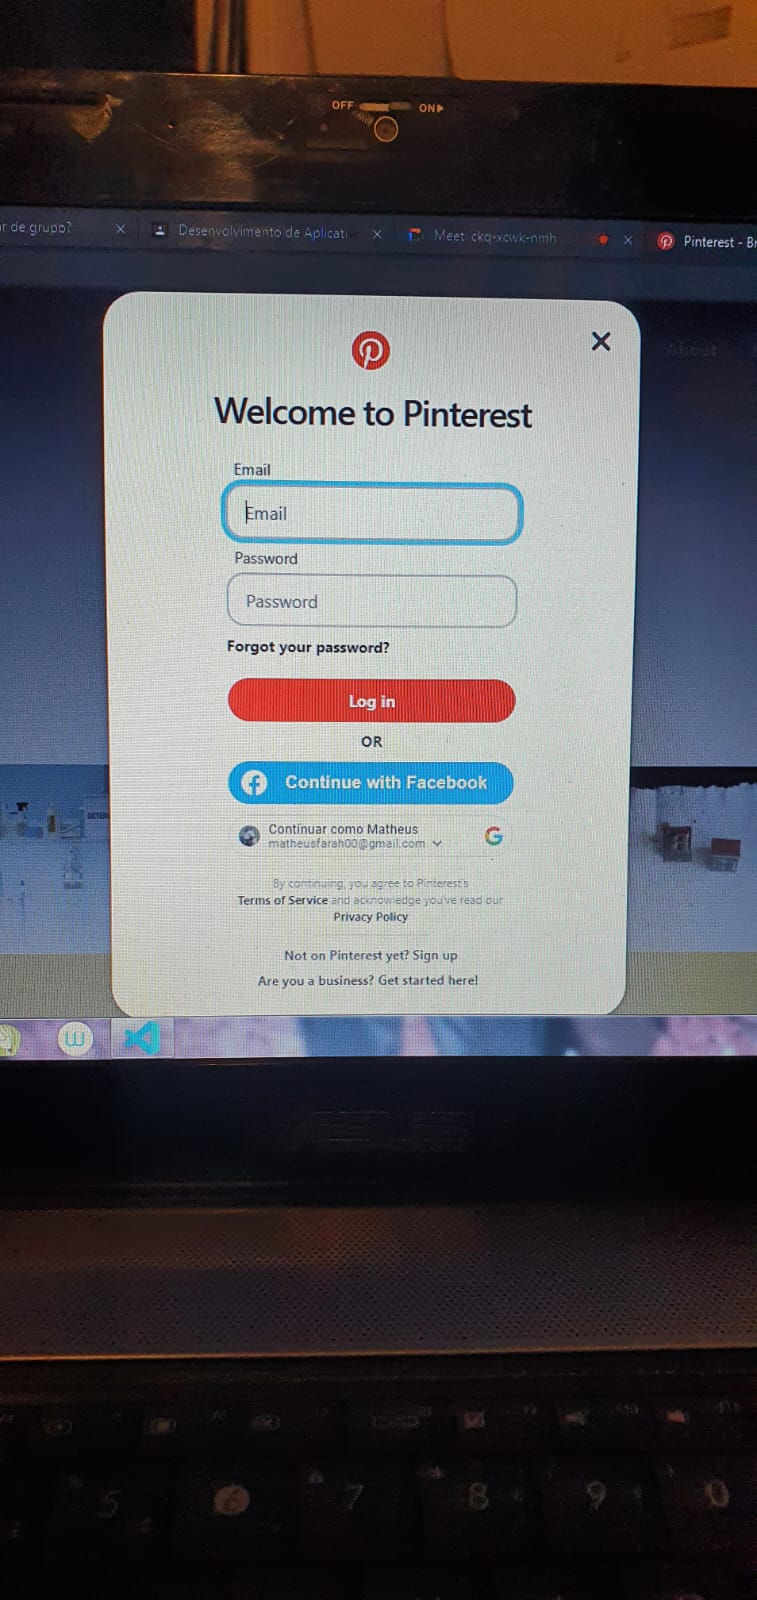 OFF ON
r de grupo? Desenvolvimento de Aplicati Meet: ckq-xcwk-nmh Pinterest - Br
About
Welcome to Pinterest
Email
Email
Password
Password
Forgot your password?
Log in
OR
Continue with Facebook
Continuar como Matheus
matheusfarah00@gmail.com
By continuing, you agree to Pinterest's
Terms of Service and acknowledge you've read our
Privacy Policy
Not on Pinterest yet? Sign up
Are you a business? Get started here!
5 6 7 8 9 0